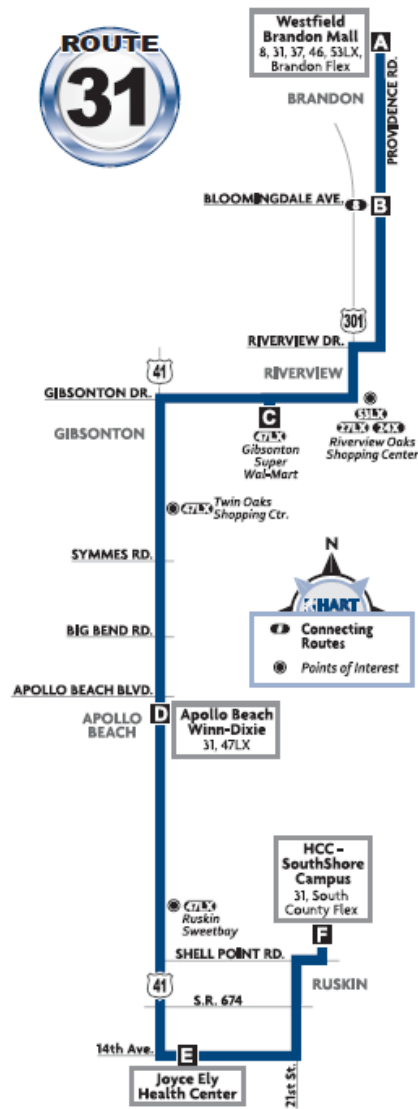 ROUTE
31
Westfield
Brandon Mall
8, 31, 37, 46, 53LX,
Brandon Flex
A
PROVIDENCE RD.
BRANDON
BLOOMINGDALE AVE.
8
B
301
RIVERVIEW DR.
41
RIVERVIEW
GIBSONTON DR.
C
53LX
47LX
27LX 24X
GIBSONTON
Gibsonton
Super
Wal-Mart
Riverview Oaks
Shopping Center
47LX
Twin Oaks
Shopping Ctr.
SYMMES RD.
N
HART
BIG BEND RD.
8
Connecting
Routes
Points of Interest
APOLLO BEACH BLVD.
D
APOLLO
BEACH
Apollo Beach
Winn-Dixie
31, 47LX
HCC -
SouthShore
Campus
31, South
County Flex
47LX
Ruskin
Sweetbay
F
SHELL POINT RD.
41
RUSKIN
S.R. 674
14th Ave.
E
21st St.
Joyce Ely
Health Center